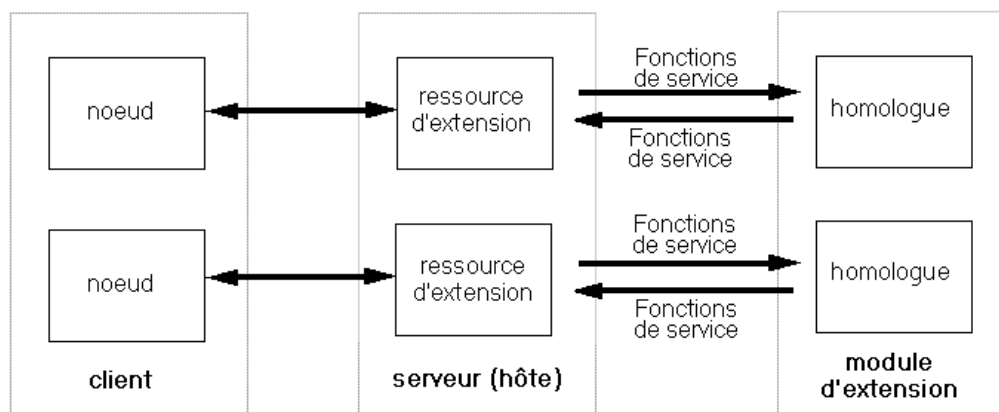 Fonctions
de service
noeud
ressource
d'extension
homologue
Fonctions
de service
Fonctions
de service
noeud
ressource
d'extension
homologue
Fonctions
de service
client
serveur (hôte)
module
d'extension